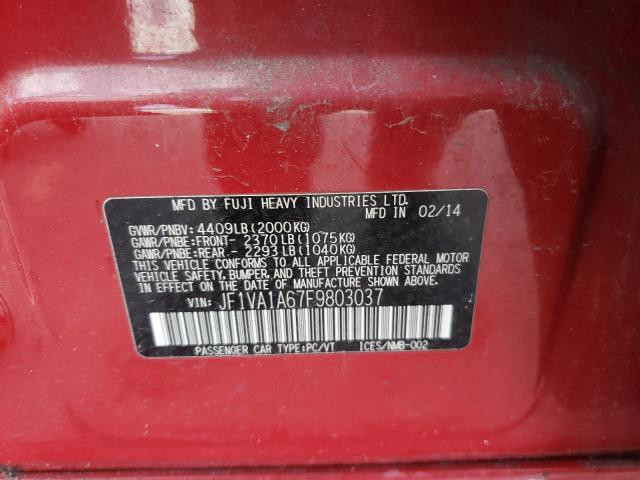 MFD BY FUJI HEAVY INDUSTRIES LTD.
MFD IN 02/14
GVWR/PNBV: 4409LB(2000KG)
GAWR/PNBE:FRONT- 2370LB(1075KG)
GAWR/PNBE:REAR - 2293LB(1040KG)
THIS VEHICLE CONFORMS TO ALL APPLICABLE FEDERAL MOTOR
VEHICLE SAFETY, BUMPER, AND THEFT PREVENTION STANDARDS
IN EFFECT ON THE DATE OF MANUFACTURE SHOWN ABOVE.
VIN: JF1VA1A67F9803037
PASSENGER CAR TYPE:PC/VT ICES/NMB-002